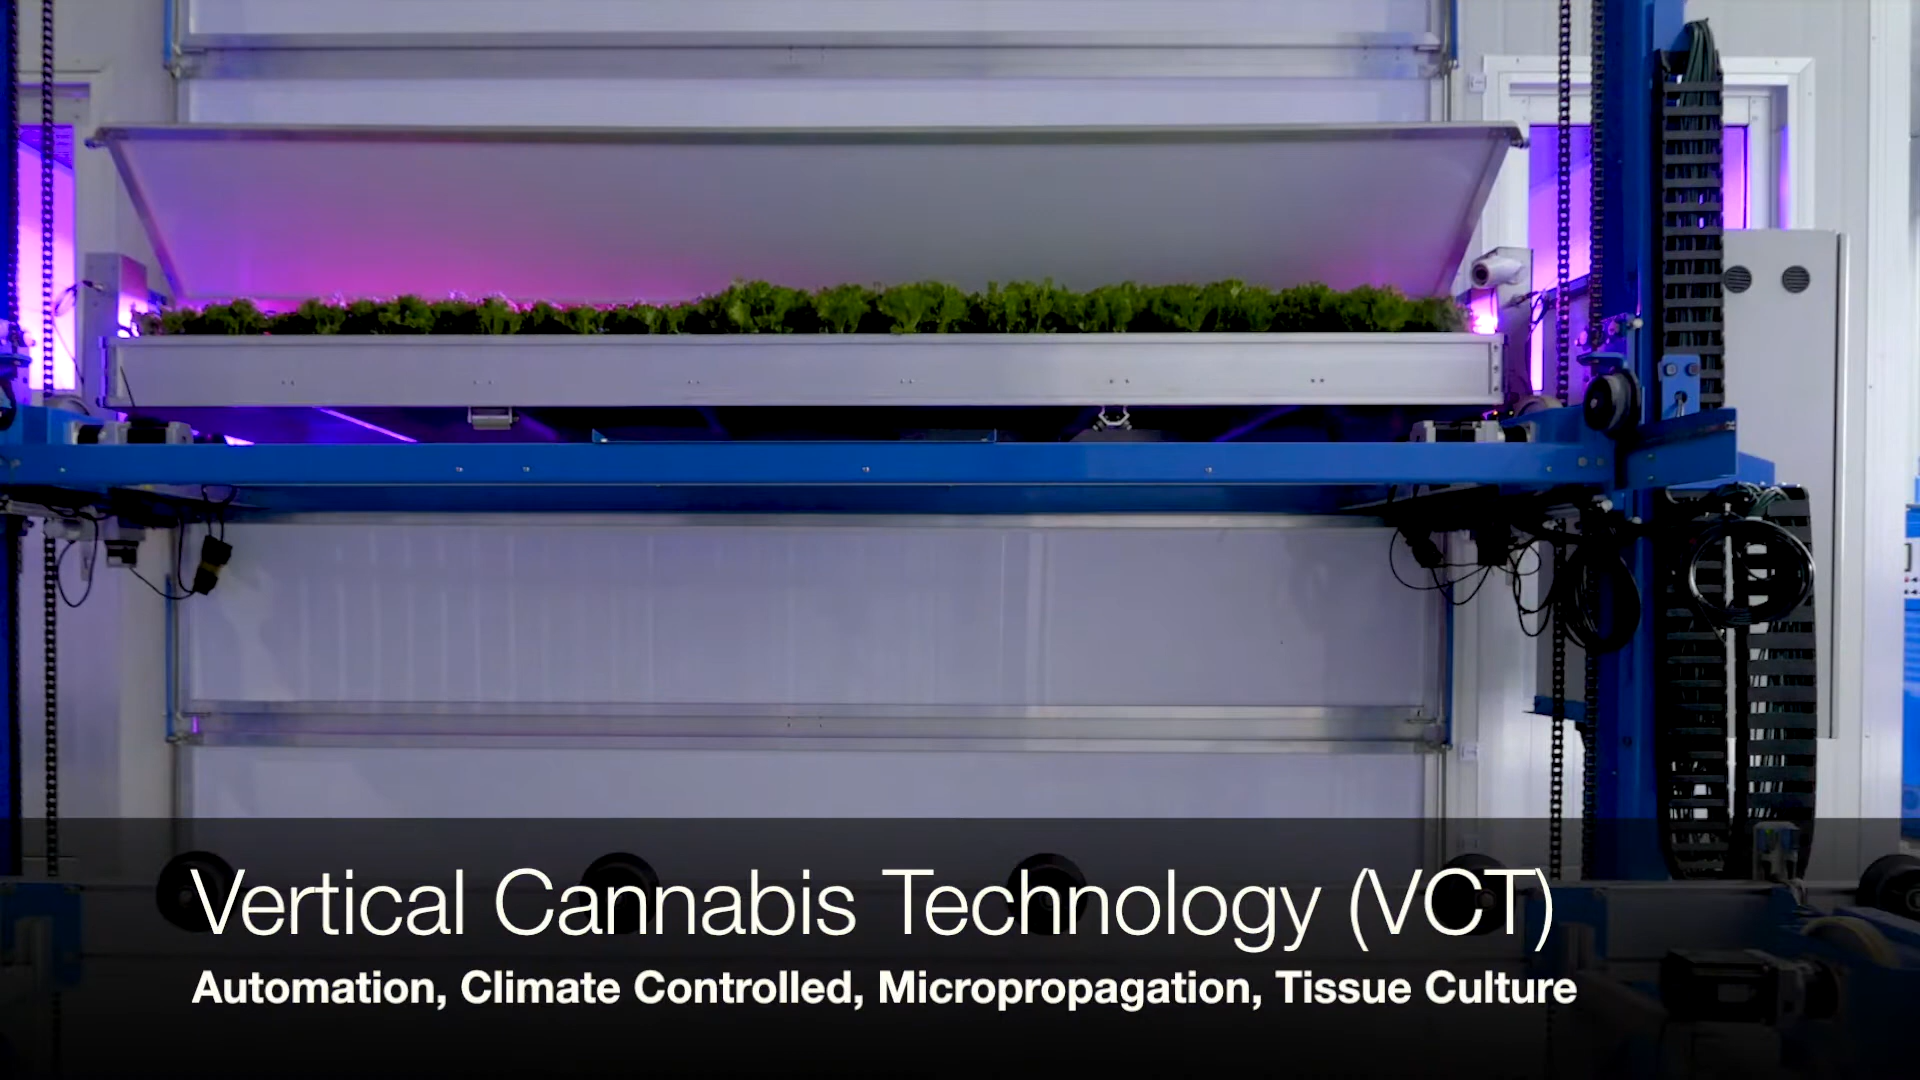 Vertical Cannabis Technology (VCT)
Automation, Climate Controlled, Micropropagation, Tissue Culture